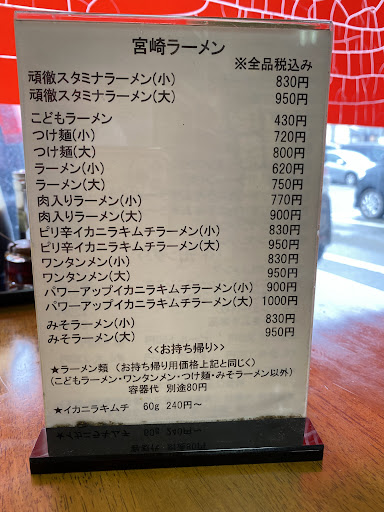 宮崎ラーメン
※全品税込み
頑徹スタミナラーメン(小) 830円
頑徹スタミナラーメン(大) 950円
こどもラーメン 430円
つけ麺(小) 720円
つけ麺(大) 800円
ラーメン(小) 620円
ラーメン(大) 750円
肉入りラーメン(小) 770円
肉入りラーメン(大) 900円
ピリ辛イカニラキムチラーメン(小) 830円
ピリ辛イカニラキムチラーメン(大) 950円
ワンタンメン(小) 830円
ワンタンメン(大) 950円
パワーアップイカニラキムチラーメン(小) 900円
パワーアップイカニラキムチラーメン(大) 1000円
みそラーメン(小) 830円
みそラーメン(大) 950円
<<お持ち帰り>>
★ラーメン類 (お持ち帰り用価格上記と同じく)
(こどもラーメン・ワンタンメン・つけ麺・みそラーメン以外)
容器代 別途80円
★イカニラキムチ 60g 240円～